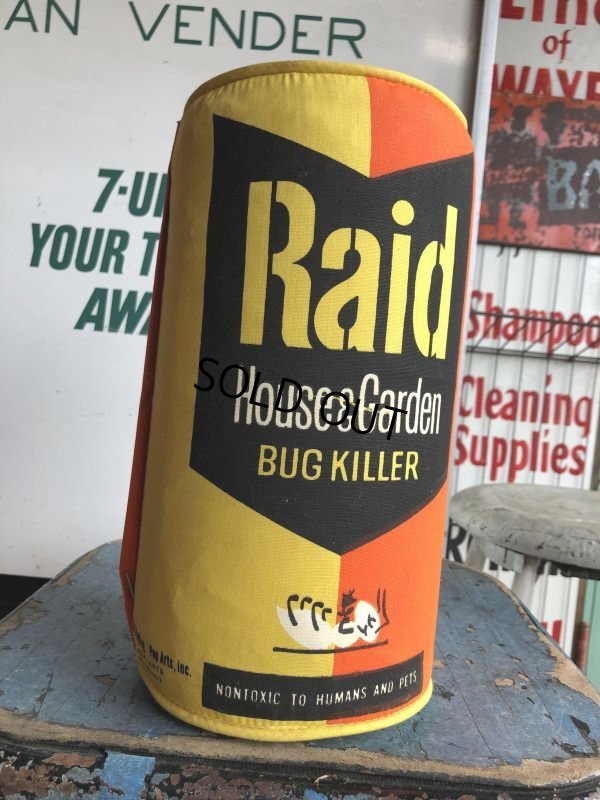 AN VENDER
of
7-U
YOUR T
AW
Raid
House & Garden
BUG KILLER
SOLD OUT
Shampoo
Cleaning
Supplies
Pop Arts, Inc.
NONTOXIC TO HUMANS AND PETS